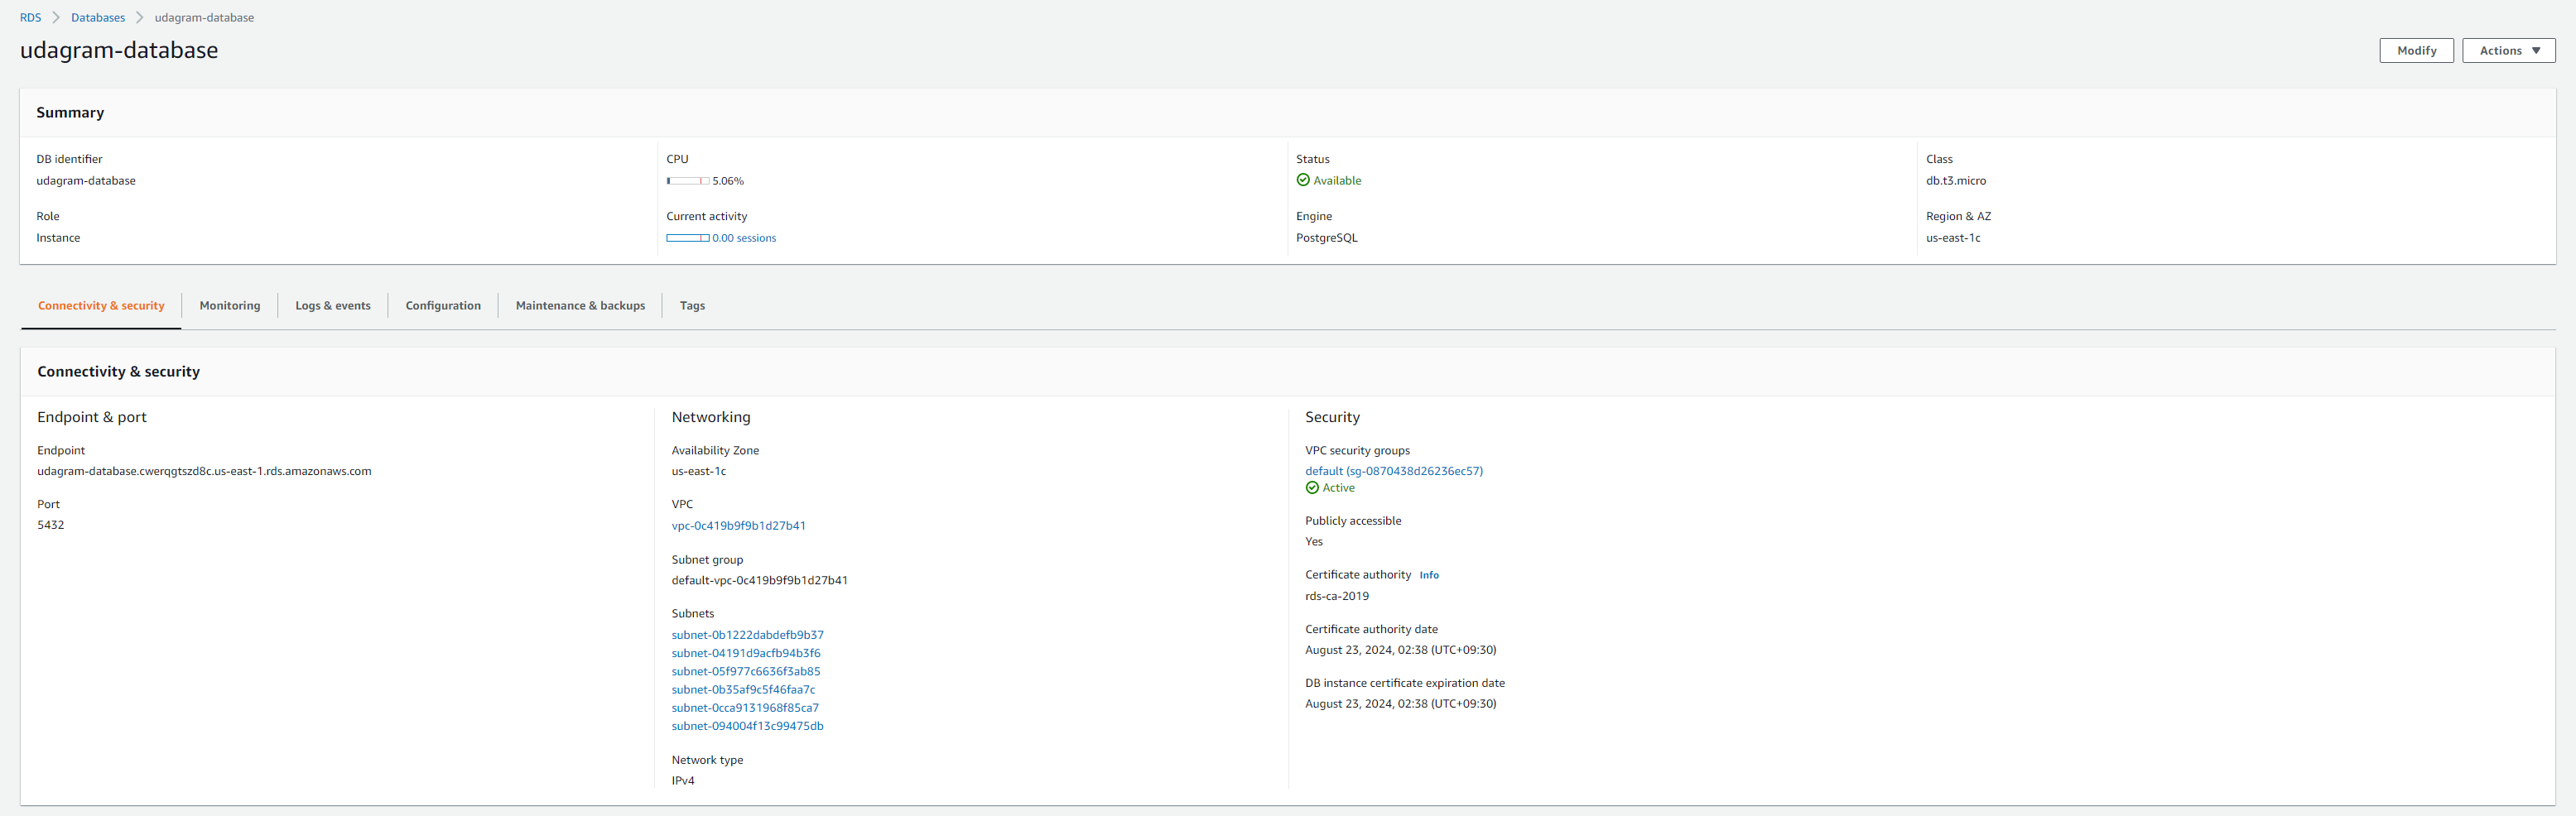 RDS > Databases > udagram-database
udagram-database
Modify
Actions
Summary
DB identifier
udagram-database
Role
Instance
CPU
5.06%
Current activity
0.00 sessions
Status
Available
Engine
PostgreSQL
Class
db.t3.micro
Region & AZ
us-east-1c
Connectivity & security
Monitoring
Logs & events
Configuration
Maintenance & backups
Tags
Connectivity & security
Endpoint & port
Endpoint
udagram-database.cwerqgtszd8c.us-east-1.rds.amazonaws.com
Port
5432
Networking
Availability Zone
us-east-1c
VPC
vpc-0c419b9f9b1d27b41
Subnet group
default-vpc-0c419b9f9b1d27b41
Subnets
subnet-0b1222dabdefb9b37
subnet-04191d9acfb94b3f6
subnet-05f977c6636f3ab85
subnet-0b35af9c5f46faa7c
subnet-0cca9131968f85ca7
subnet-094004f13c99475db
Network type
IPv4
Security
VPC security groups
default (sg-0870438d26236ec57)
Active
Publicly accessible
Yes
Certificate authority Info
rds-ca-2019
Certificate authority date
August 23, 2024, 02:38 (UTC+09:30)
DB instance certificate expiration date
August 23, 2024, 02:38 (UTC+09:30)